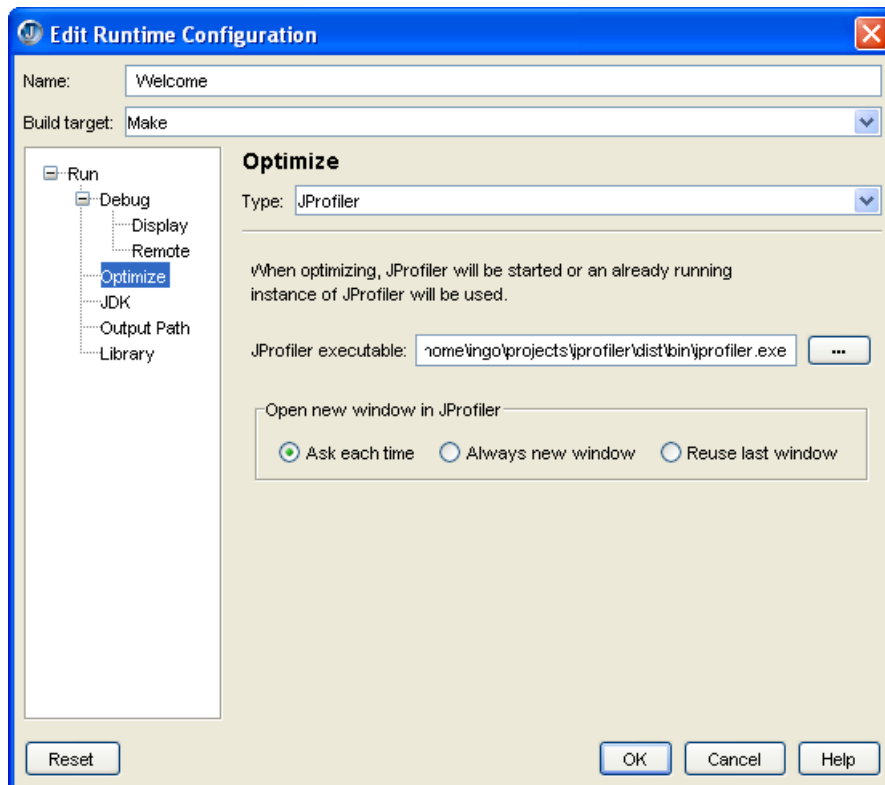 Edit Runtime Configuration
Name: Welcome
Build target: Make
Run
Debug
Display
Remote
Optimize
JDK
Output Path
Library
Optimize
Type: JProfiler
When optimizing, JProfiler will be started or an already running
instance of JProfiler will be used.
JProfiler executable: home\ingo\projects\jprofiler\dist\bin\jprofiler.exe ...
Open new window in JProfiler
Ask each time Always new window Reuse last window
Reset OK Cancel Help